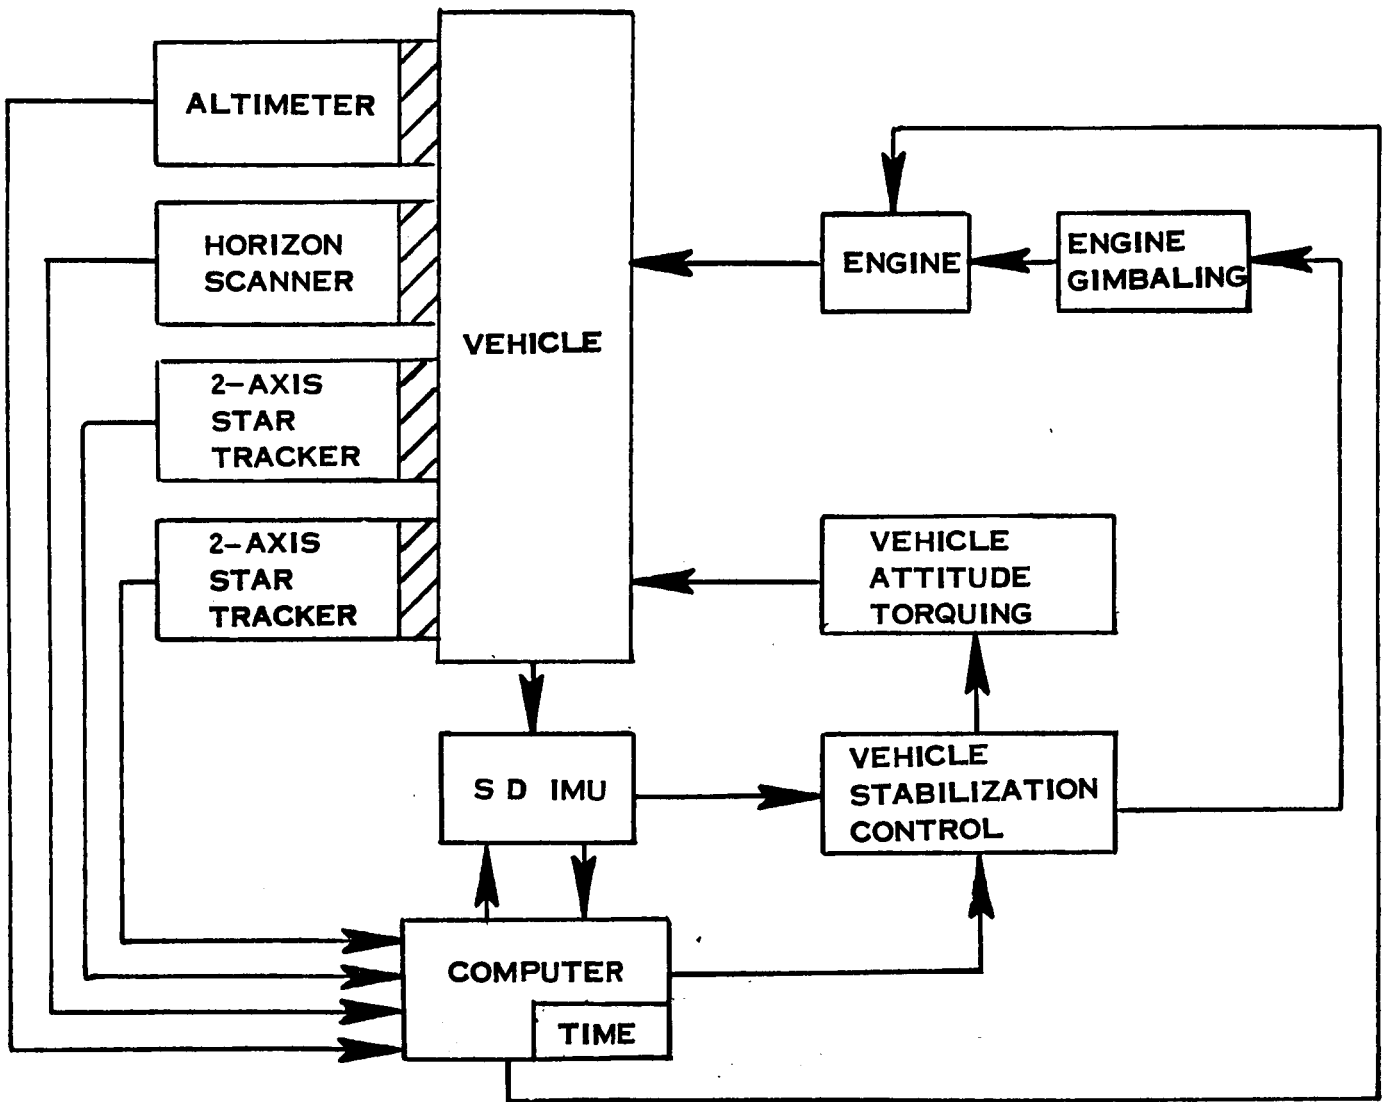 ALTIMETER
HORIZON
SCANNER
2-AXIS
STAR
TRACKER
2-AXIS
STAR
TRACKER
VEHICLE
ENGINE
ENGINE
GIMBALING
VEHICLE
ATTITUDE
TORQUING
S D IMU
VEHICLE
STABILIZATION
CONTROL
COMPUTER
TIME